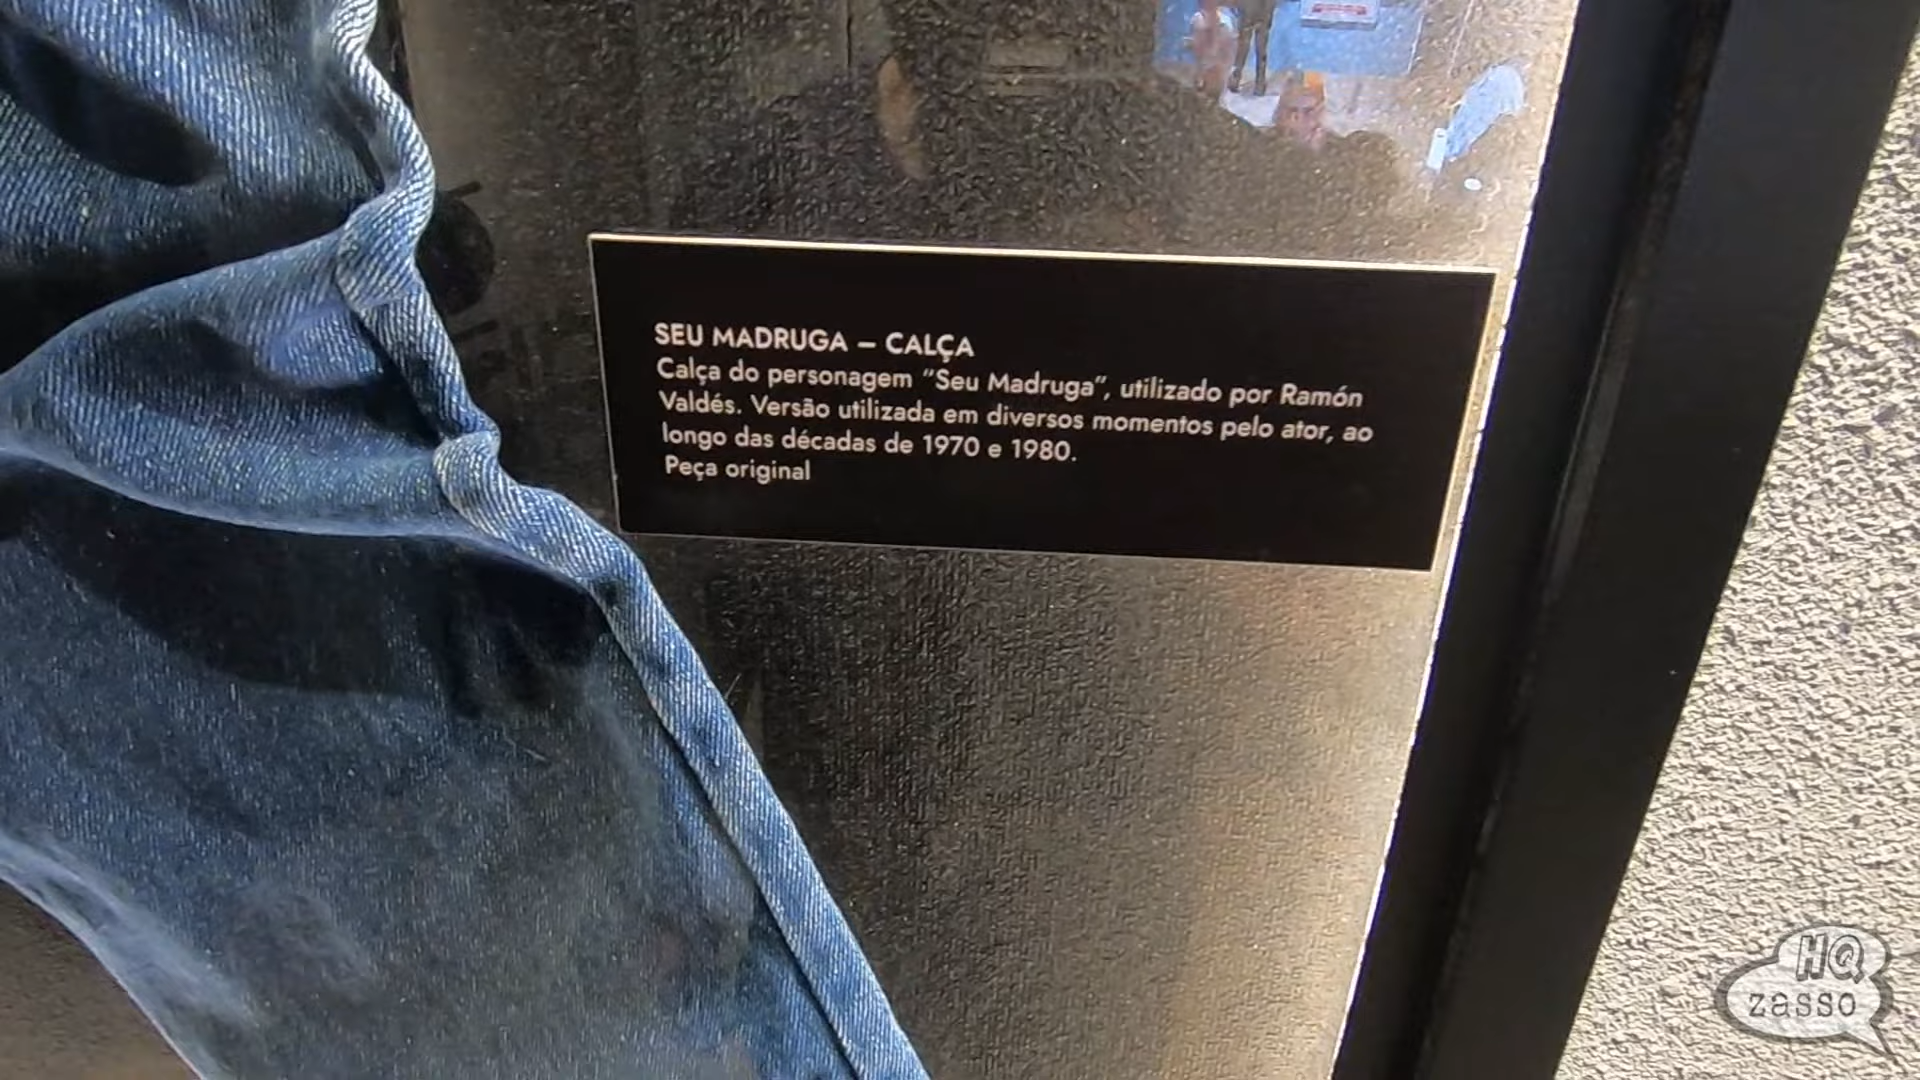 SEU MADRUGA – CALÇA
Calça do personagem “Seu Madruga”, utilizado por Ramón
Valdés. Versão utilizada em diversos momentos pelo ator, ao
longo das décadas de 1970 e 1980.
Peça original
HQ
zasso